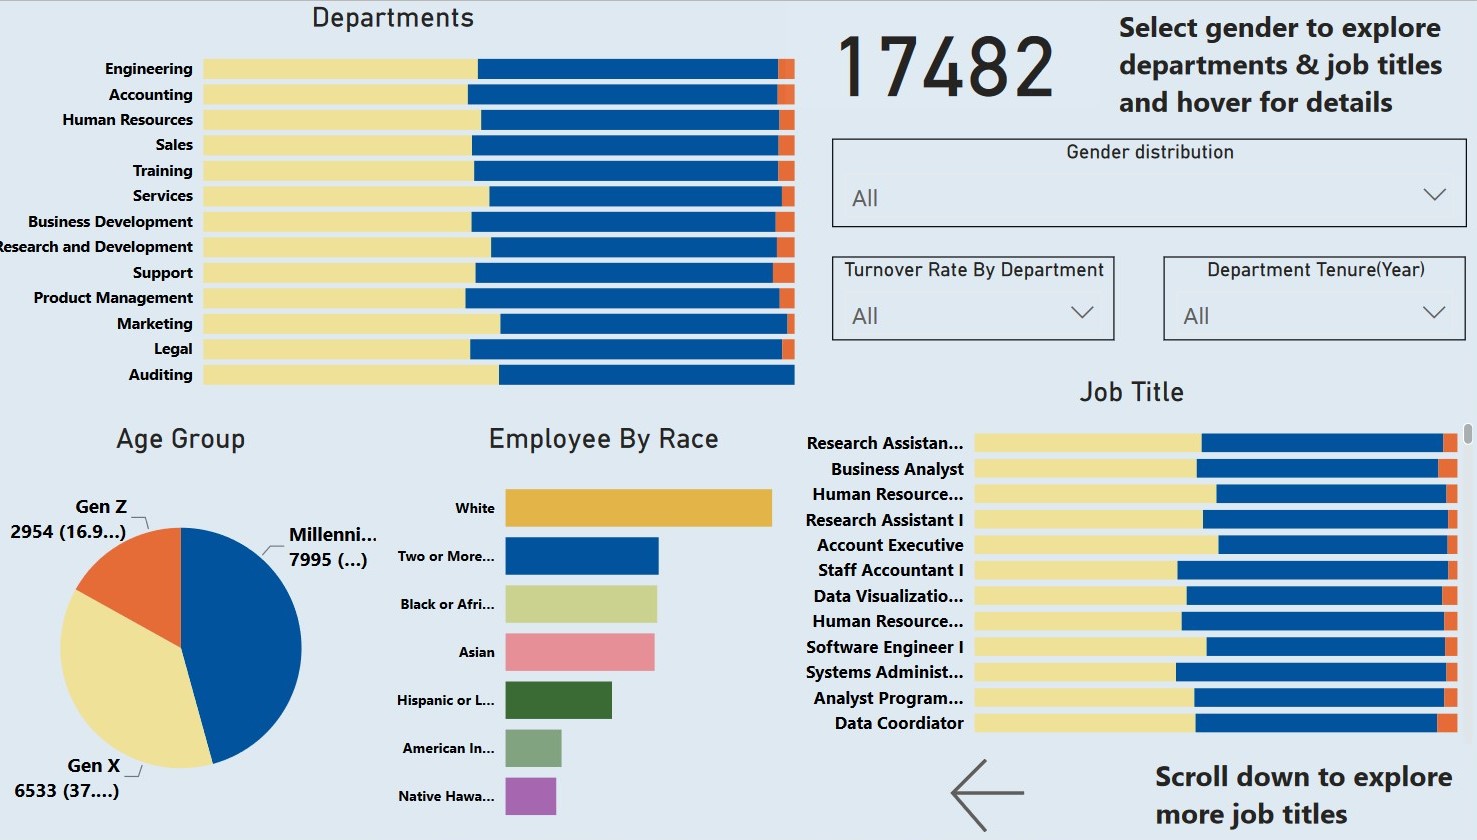 Departments
Engineering
Accounting
Human Resources
Sales
Training
Services
Business Development
Research and Development
Support
Product Management
Marketing
Legal
Auditing
17482
Select gender to explore
departments & job titles
and hover for details
Gender distribution
All
Turnover Rate By Department
All
Department Tenure(Year)
All
Age Group
Gen Z
2954 (16.9...)
Millenni...
7995 (...)
Gen X
6533 (37....)
Employee By Race
White
Two or More...
Black or Afri...
Asian
Hispanic or L...
American In...
Native Hawa...
Job Title
Research Assistan...
Business Analyst
Human Resource...
Research Assistant I
Account Executive
Staff Accountant I
Data Visualizatio...
Human Resource...
Software Engineer I
Systems Administ...
Analyst Program...
Data Coordiator
Scroll down to explore
more job titles